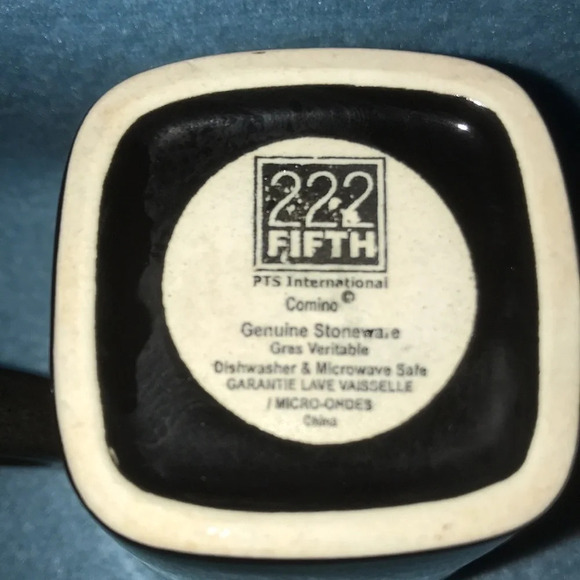 222
FIFTH
PTS International
Comino©
Genuine Stoneware
Gres Veritable
Dishwasher & Microwave Safe
GARANTIE LAVE VAISSELLE
/ MICRO-ONDES
China